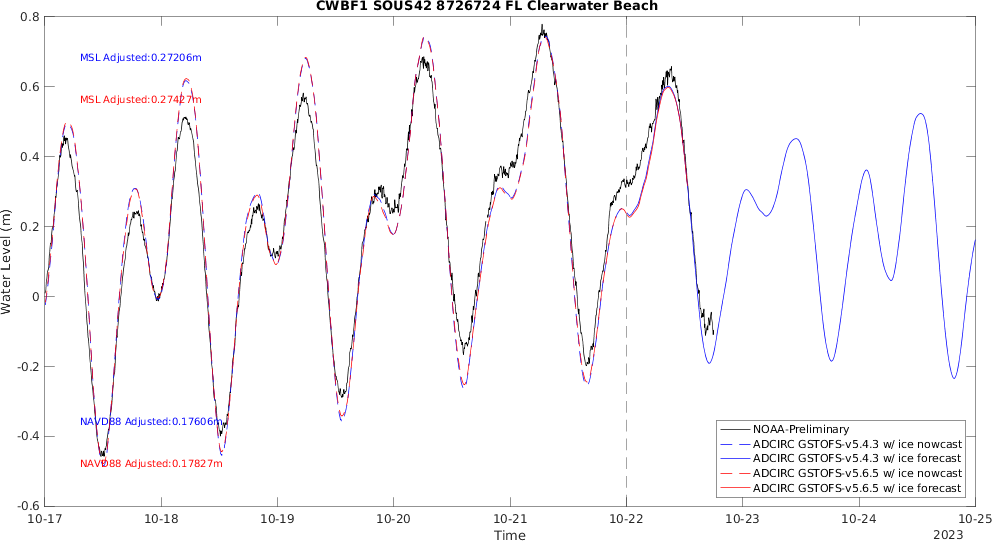 CWBF1 SOUS42 8726724 FL Clearwater Beach
0.8
MSL Adjusted:0.27206m
0.6
MSL Adjusted:0.27427m
0.4
0.2
Water Level (m)
0
-0.2
NAVD88 Adjusted:0.17606m
-0.4
NAVD88 Adjusted:0.17827m
-0.6
NOAA-Preliminary
ADCIRC GSTOFS-v5.4.3 w/ ice nowcast
ADCIRC GSTOFS-v5.4.3 w/ ice forecast
ADCIRC GSTOFS-v5.6.5 w/ ice nowcast
ADCIRC GSTOFS-v5.6.5 w/ ice forecast
10-17 10-18 10-19 10-20 10-21 10-22 10-23 10-24 10-25
Time
2023